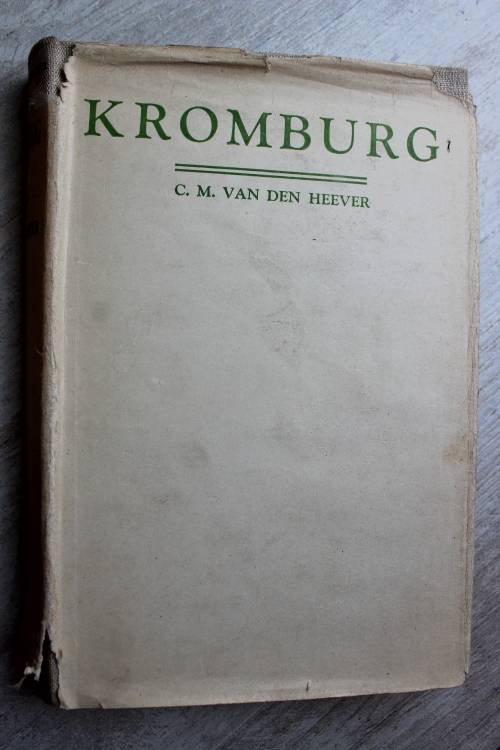 KROMBURG
C. M. VAN DEN HEEVER